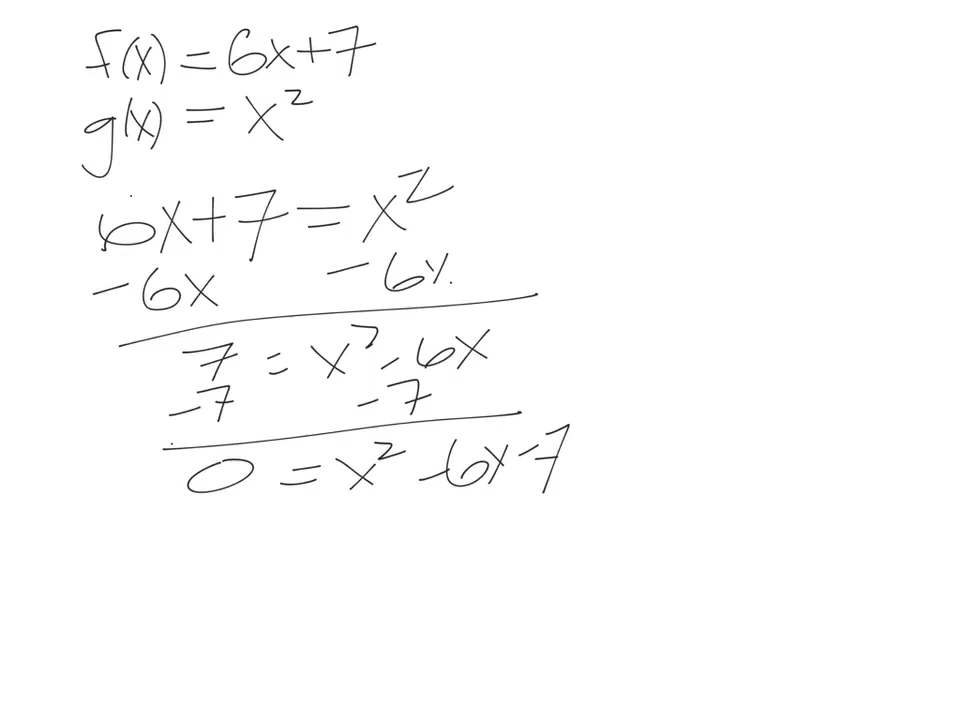 f(x) = 6x+7
g(x) = x²
6x+7 = x²
-6x -6x
7 = x² - 6x
-7 -7
0 = x² - 6x - 7